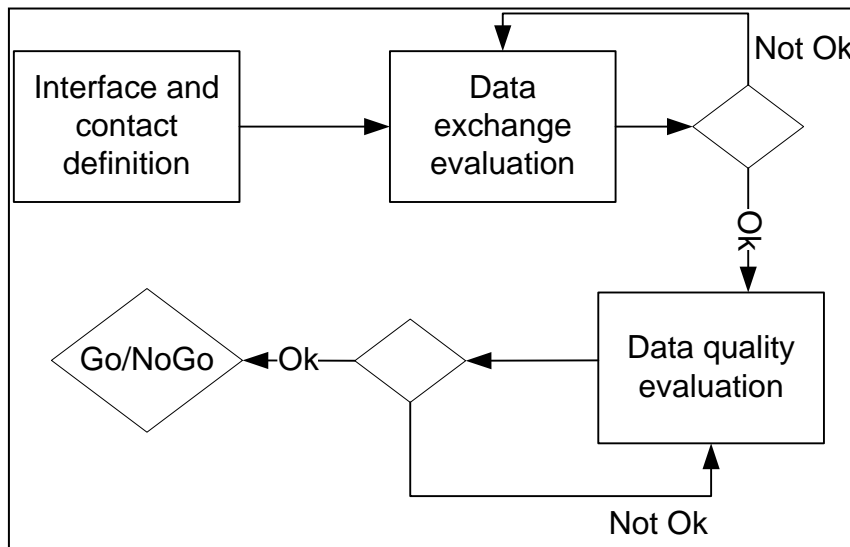 Interface and
contact
definition
Data
exchange
evaluation
Not Ok
Ok
Data quality
evaluation
Ok
Go/NoGo
Not Ok